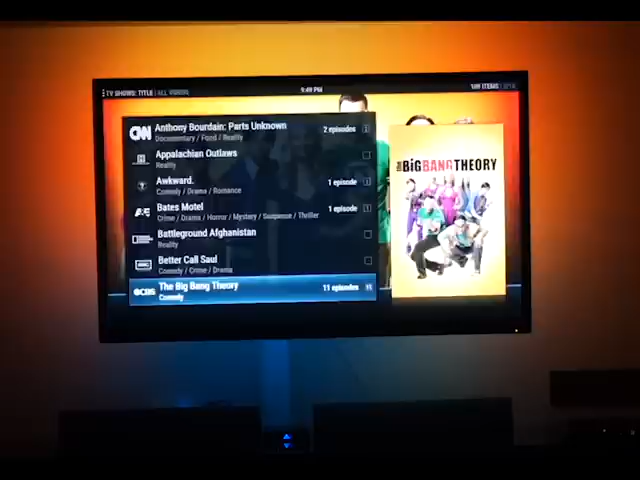 TV SHOWS: TITLE | ALL VIDEOS
9:49 PM
CNN
Anthony Bourdain: Parts Unknown
2 episodes
Documentary / Food / Reality
Appalachian Outlaws
Reality
Awkward.
1 episode
Comedy / Drama / Romance
A&E
Bates Motel
1 episode
Crime / Drama / Horror / Mystery / Suspense / Thriller
Battleground Afghanistan
Reality
amc
Better Call Saul
Comedy / Crime / Drama
CBS
The Big Bang Theory
11 episodes
Comedy
the BiG BANG THEORY